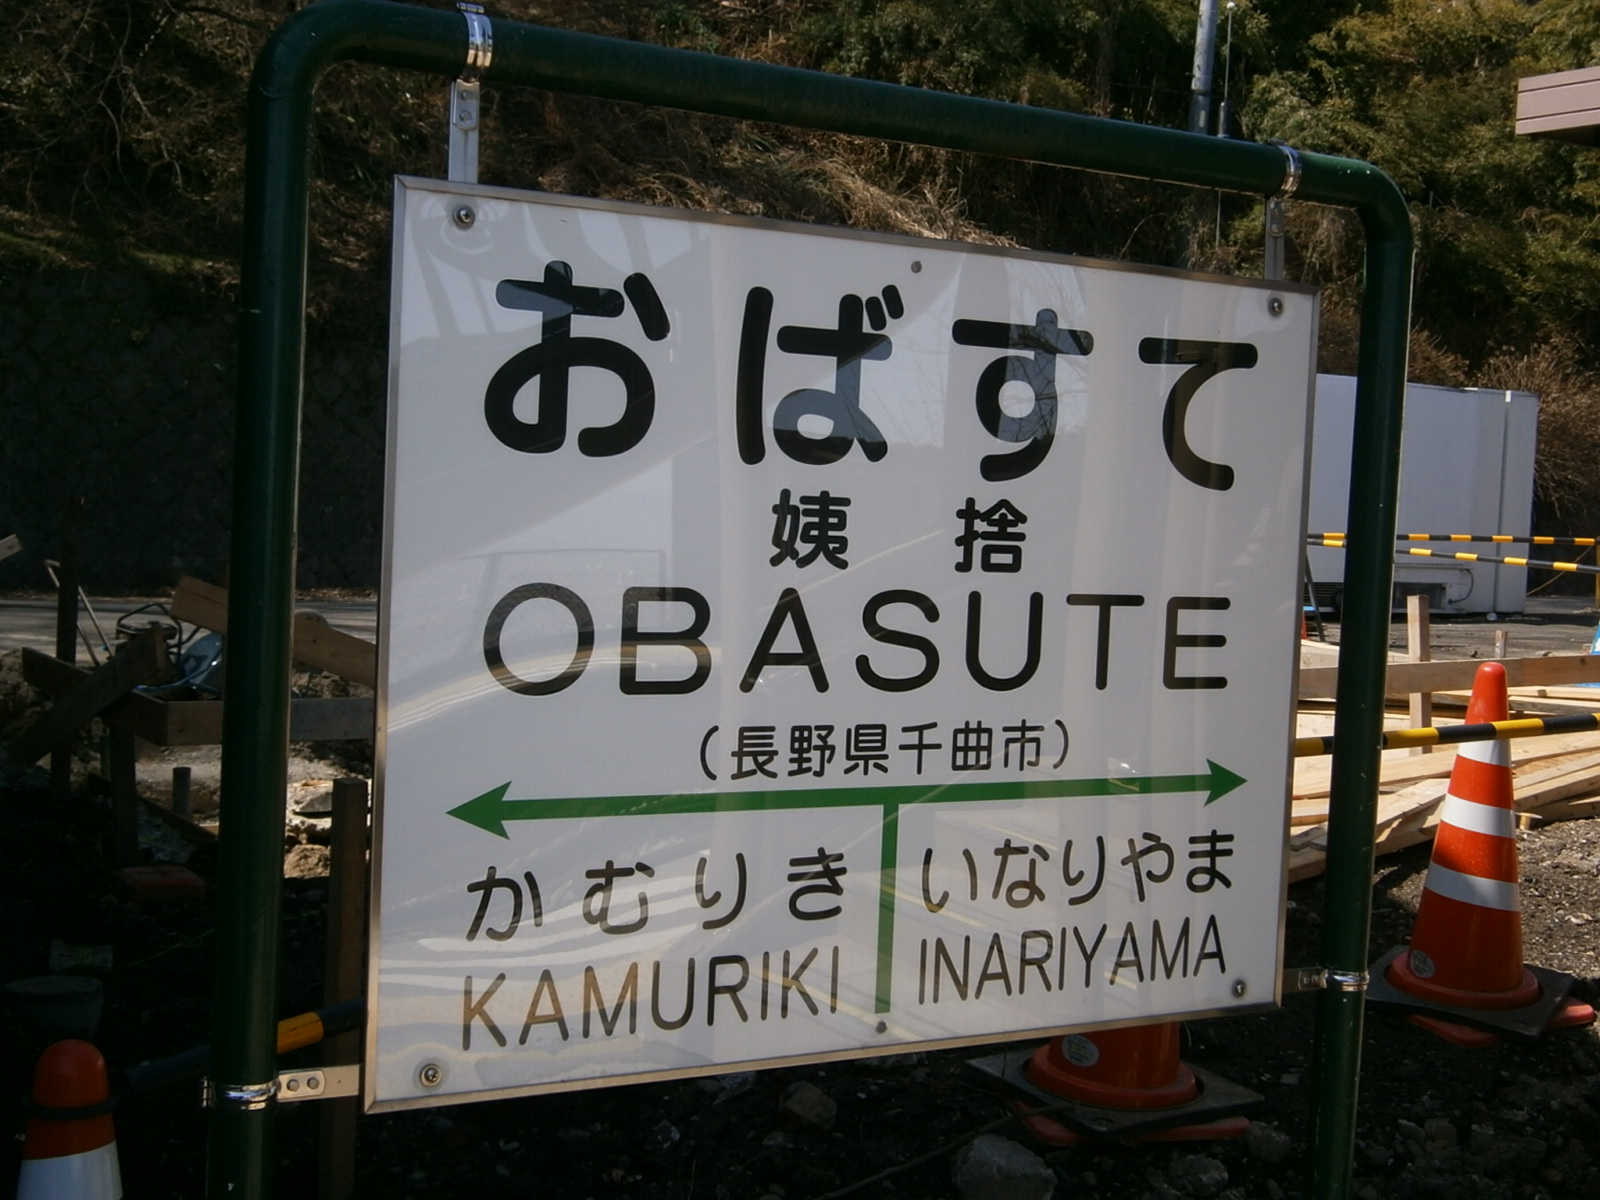 おばすて
姨捨
OBASUTE
(長野県千曲市)
かむりき
KAMURIKI
いなりやま
INARIYAMA